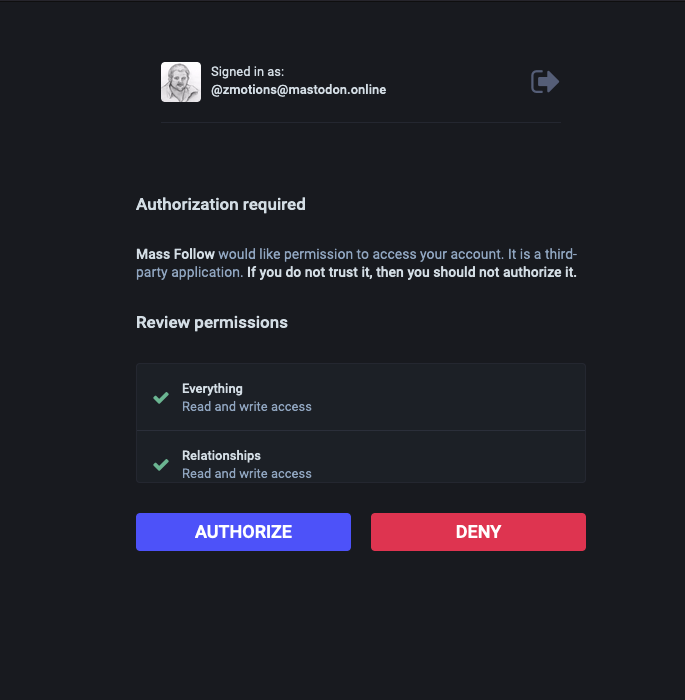 Signed in as:
@zmotions@mastodon.online
Authorization required
Mass Follow would like permission to access your account. It is a third-
party application. If you do not trust it, then you should not authorize it.
Review permissions
Everything
Read and write access
Relationships
Read and write access
AUTHORIZE
DENY